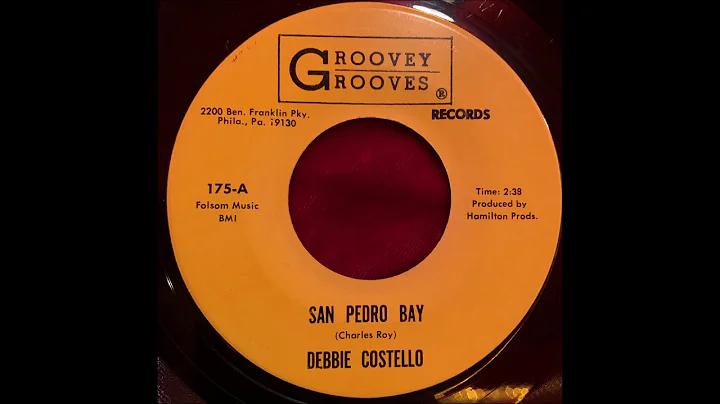 GROOVEY
GROOVES®
2200 Ben. Franklin Pky.
Phila., Pa. 19130
RECORDS
175-A
Folsom Music
BMI
Time: 2:38
Produced by
Hamilton Prods.
SAN PEDRO BAY
(Charles Roy)
DEBBIE COSTELLO